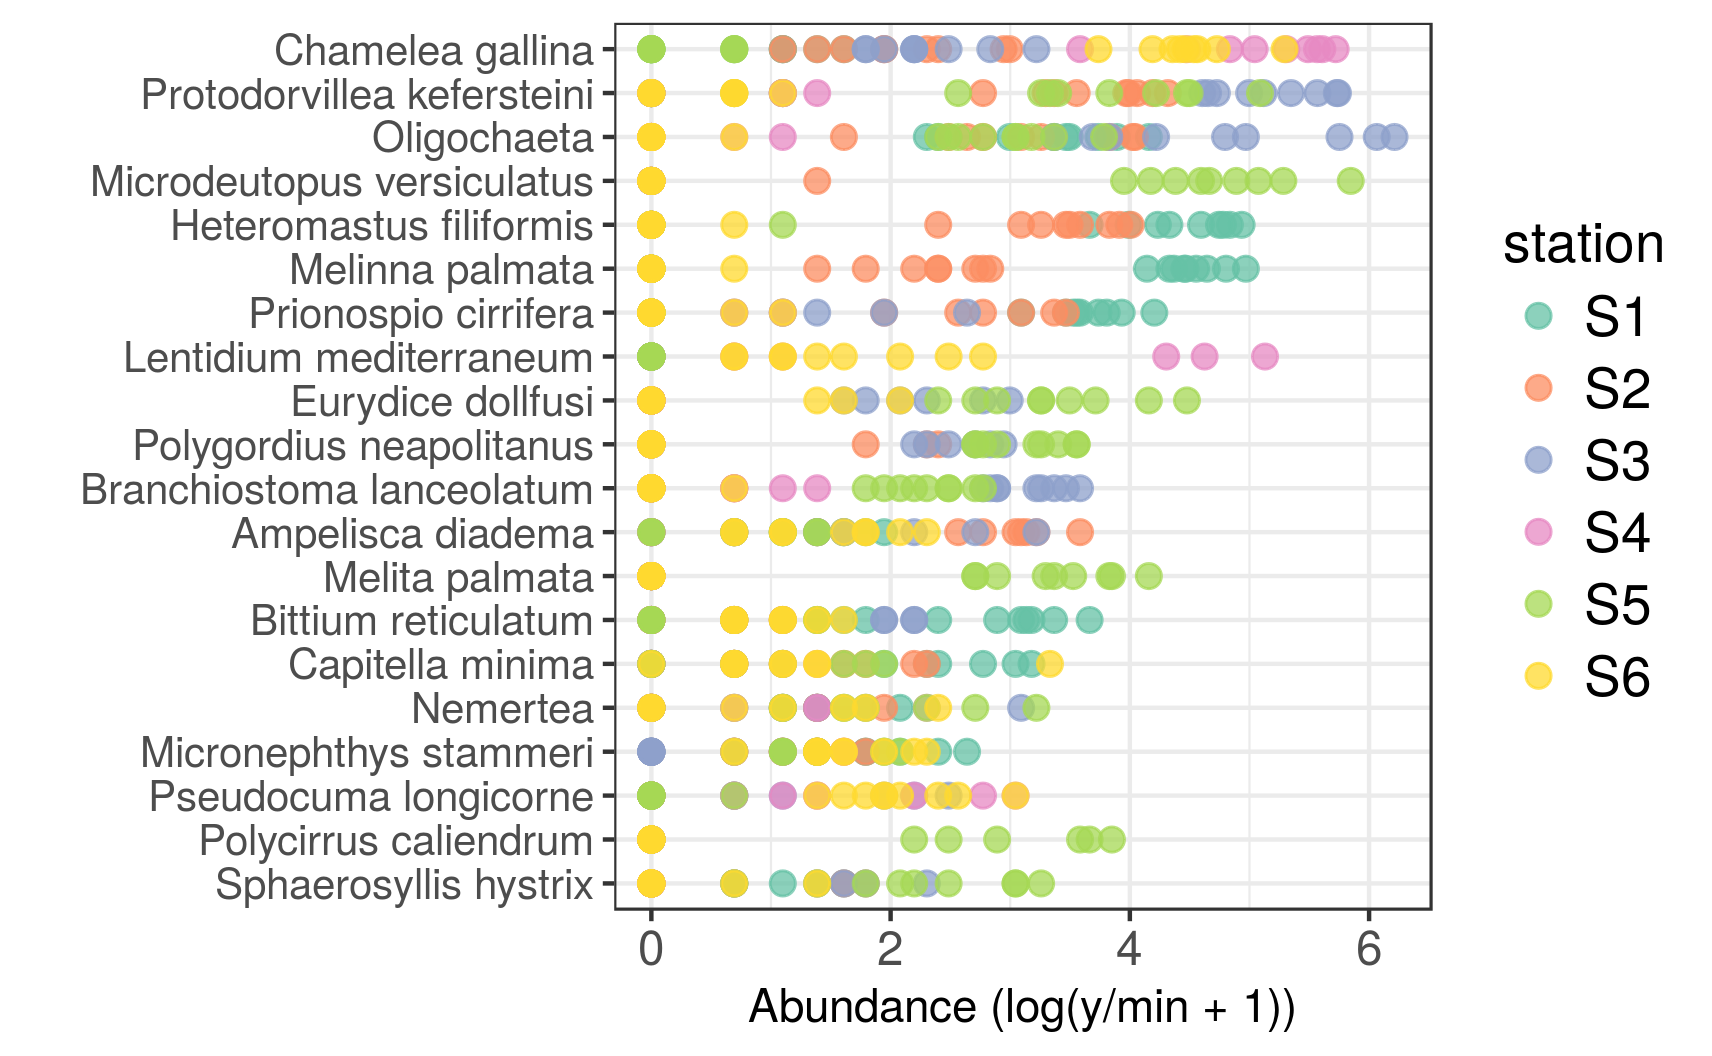 Chamelea gallina
Protodorvillea kefersteini
Oligochaeta
Microdeutopus versiculatus
Heteromastus filiformis
Melinna palmata
Prionospio cirrifera
Lentidium mediterraneum
Eurydice dollfusi
Polygordius neapolitanus
Branchiostoma lanceolatum
Ampelisca diadema
Melita palmata
Bittium reticulatum
Capitella minima
Nemertea
Micronephthys stammeri
Pseudocuma longicorne
Polycirrus caliendrum
Sphaerosyllis hystrix
0 2 4 6
Abundance (log(y/min + 1))
station
S1
S2
S3
S4
S5
S6